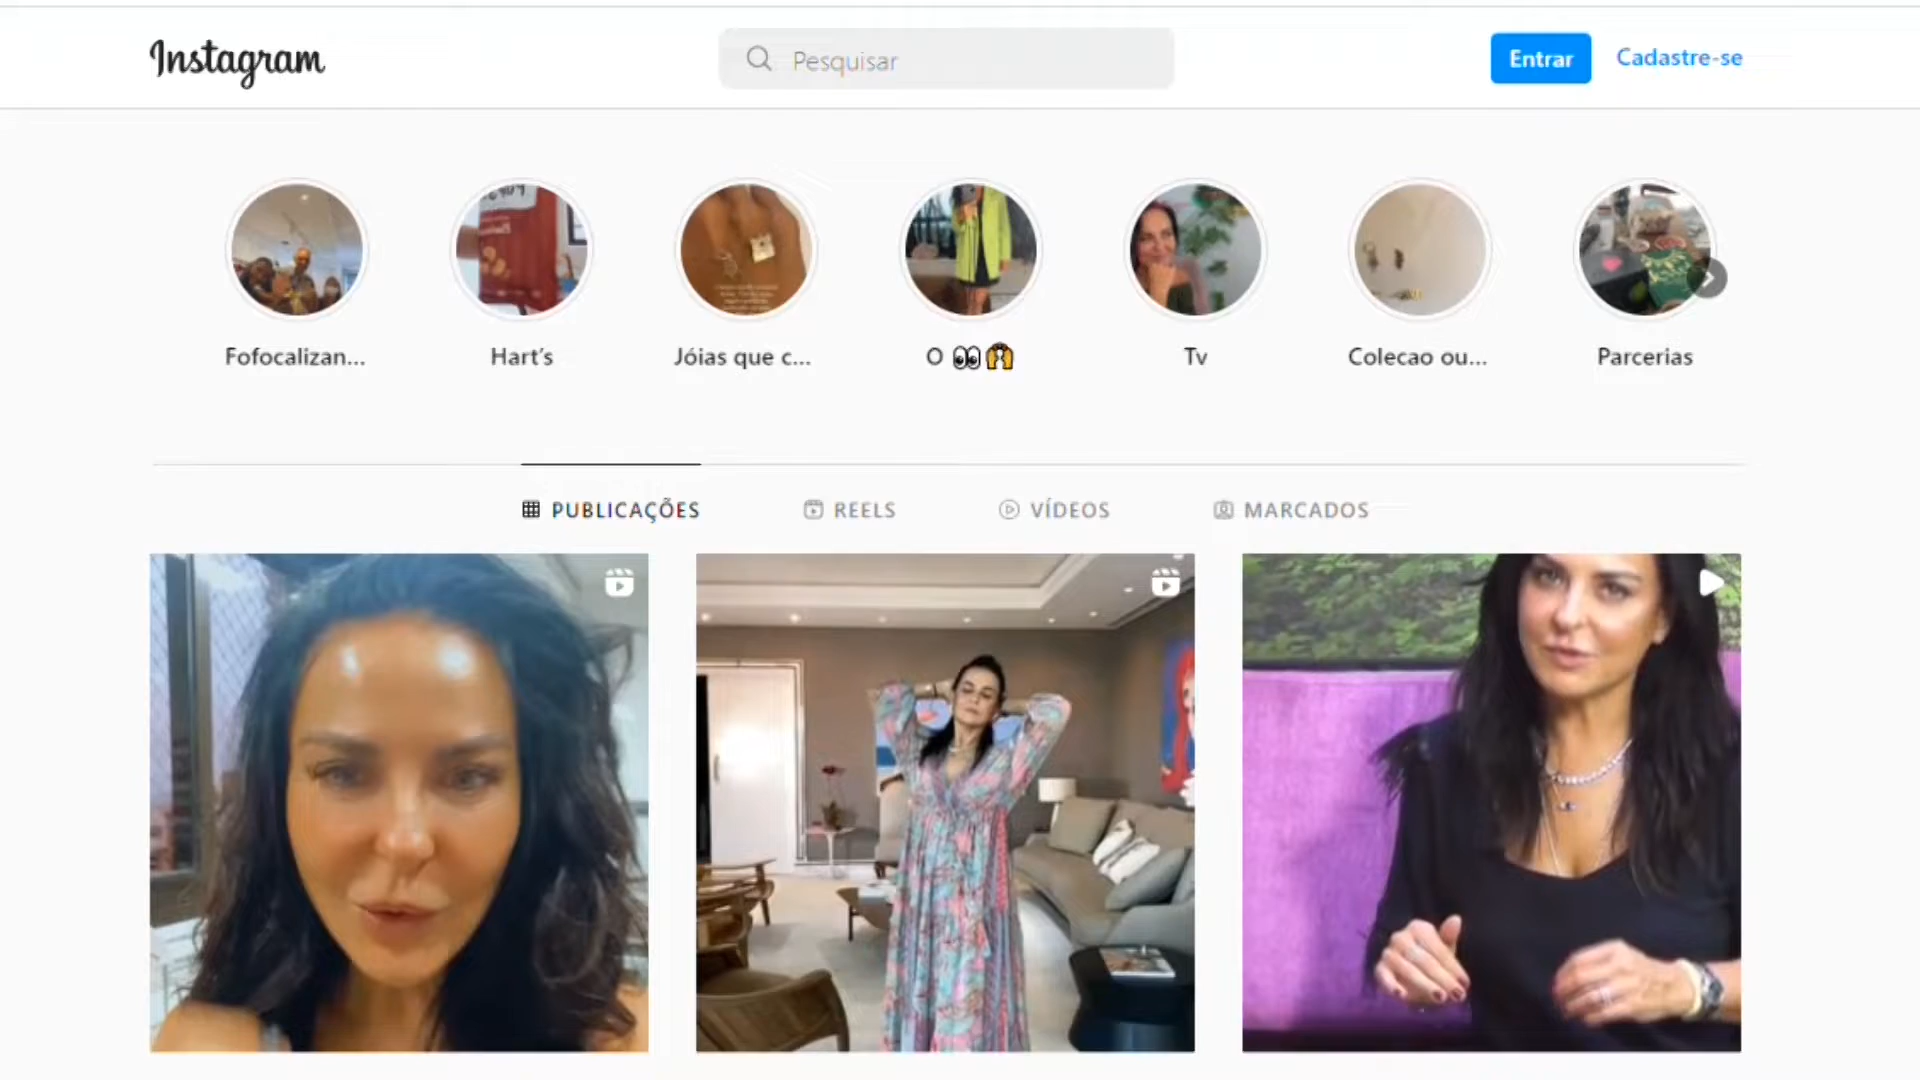 Instagram
Pesquisar
Entrar
Cadastre-se
Fofocalizan...
Hart's
Jóias que c...
O 👀🙌
Tv
Colecao ou...
Parcerias
PUBLICAÇÕES
REELS
VÍDEOS
MARCADOS